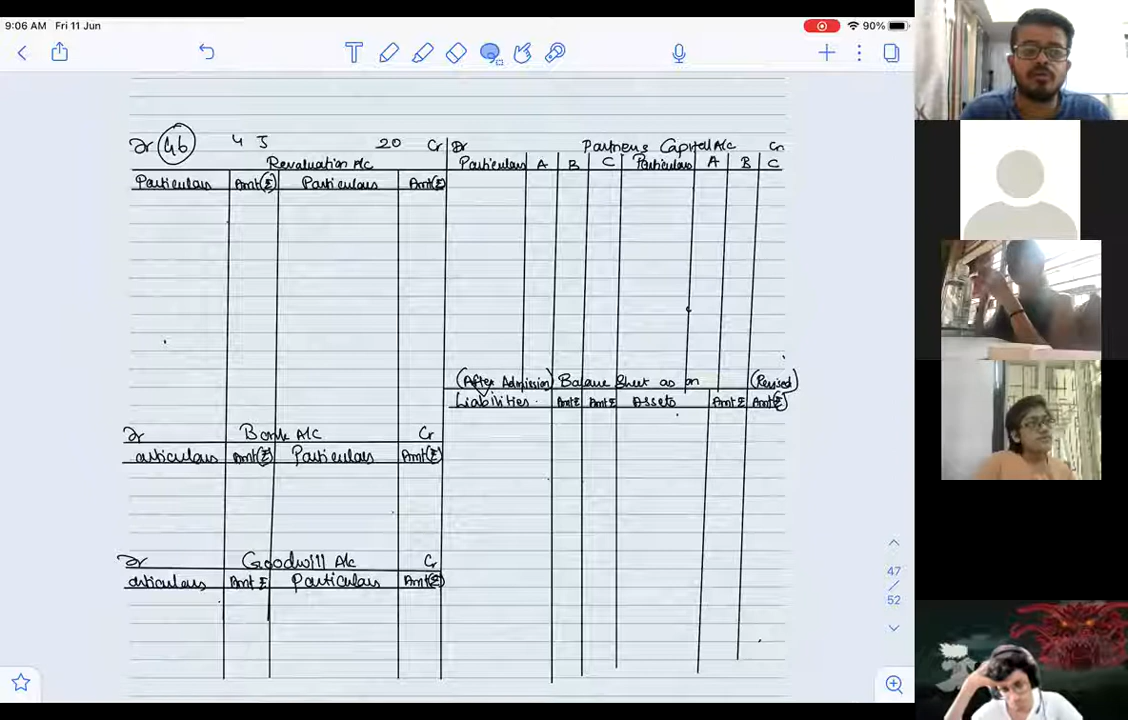 9:06 AM Fri 11 Jun
90%
T
Dr 46 4 J 20 Cr
Revaluation A/c
Particulars Amt(₹) Particulars Amt(₹)
Dr Partners Capital A/c Cr
Particulars A B C Particulars A B C
(After Admission) Balance Sheet as on (Revised)
Liabilities Amt ₹ Amt ₹ Assets Amt ₹ Amt(₹)
Dr Bank A/c Cr
articulars Amt(₹) Particulars Amt(₹)
Dr Goodwill A/c Cr
articulars Amt ₹ Particulars Amt(₹)
47
/
52